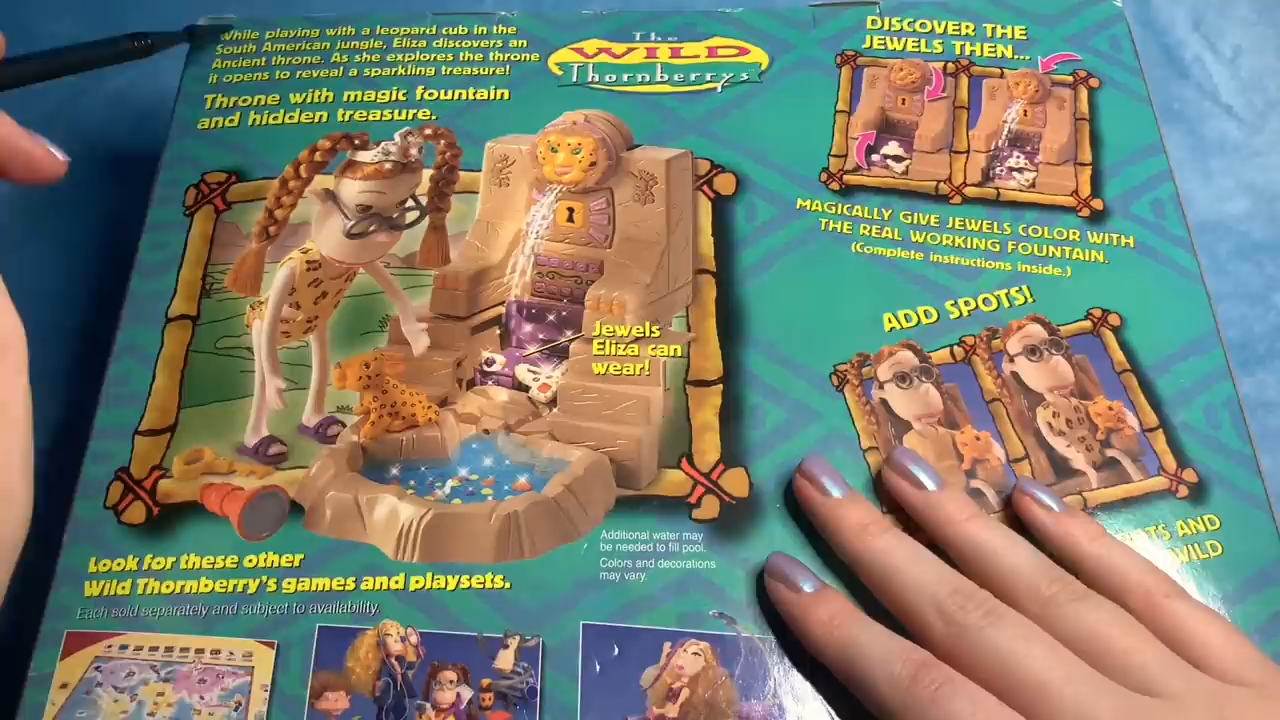 While playing with a leopard cub in the
South American jungle, Eliza discovers an
Ancient throne. As she explores the throne
it opens to reveal a sparkling treasure!
Throne with magic fountain
and hidden treasure.
The
WILD
Thornberrys
DISCOVER THE
JEWELS THEN...
MAGICALLY GIVE JEWELS COLOR WITH
THE REAL WORKING FOUNTAIN.
(Complete instructions inside.)
ADD SPOTS!
Jewels
Eliza can
wear!
AND
WILD
Additional water may
be needed to fill pool.
Colors and decorations
may vary.
Look for these other
Wild Thornberry's games and playsets.
Each sold separately and subject to availability.